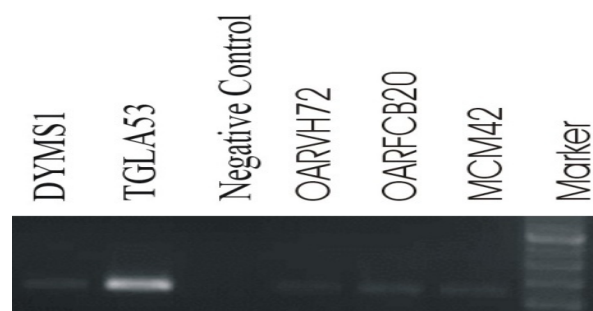 DYMS1
TGLA53
Negative Control
OARVH72
OARFCB20
MCM42
Marker